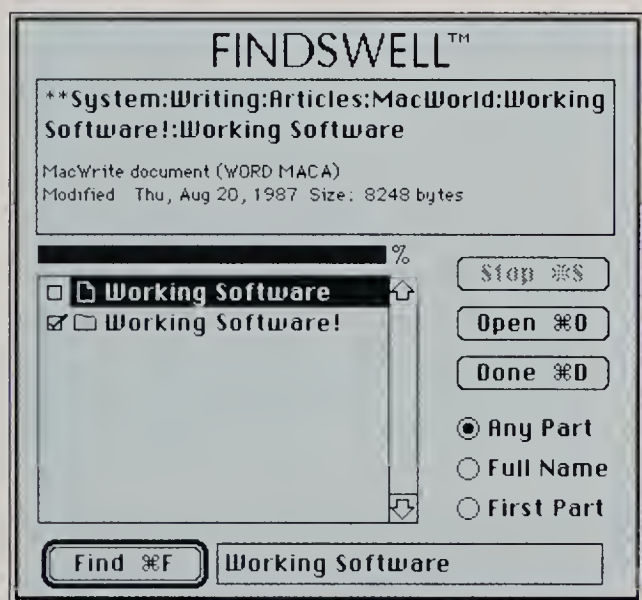 FINDSWELL™
**System:Writing:Articles:MacWorld:Working
Software!:Working Software
MacWrite document (WORD MACA)
Modified Thu, Aug 20, 1987 Size: 8248 bytes
%
Working Software
Working Software!
Stop ⌘S
Open ⌘O
Done ⌘D
Any Part
Full Name
First Part
Find ⌘F
Working Software